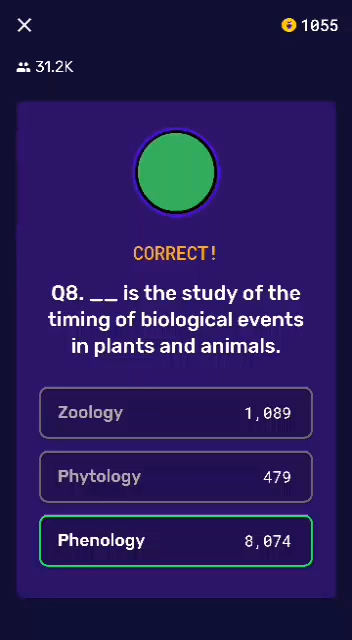 1055
31.2K
CORRECT!
Q8. __ is the study of the
timing of biological events
in plants and animals.
Zoology 1,089
Phytology 479
Phenology 8,074